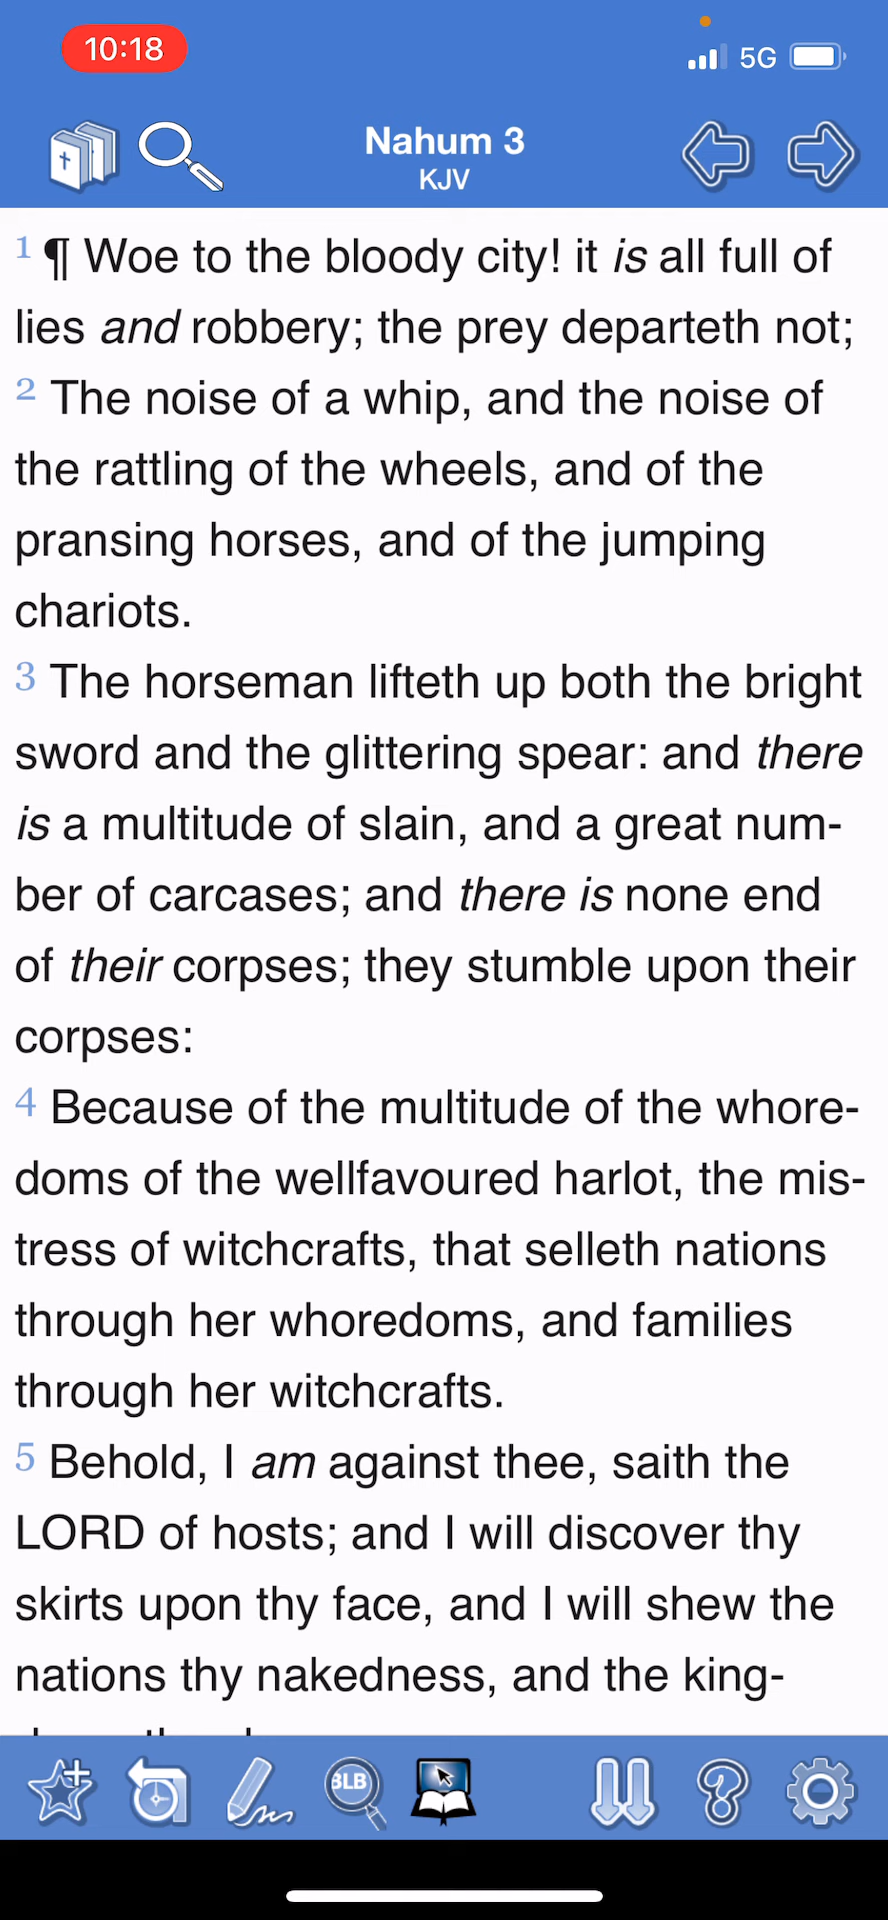 10:18
5G
Nahum 3
KJV
1 ¶ Woe to the bloody city! it is all full of
lies and robbery; the prey departeth not;
2 The noise of a whip, and the noise of
the rattling of the wheels, and of the
pransing horses, and of the jumping
chariots.
3 The horseman lifteth up both the bright
sword and the glittering spear: and there
is a multitude of slain, and a great num-
ber of carcases; and there is none end
of their corpses; they stumble upon their
corpses:
4 Because of the multitude of the whore-
doms of the wellfavoured harlot, the mis-
tress of witchcrafts, that selleth nations
through her whoredoms, and families
through her witchcrafts.
5 Behold, I am against thee, saith the
LORD of hosts; and I will discover thy
skirts upon thy face, and I will shew the
nations thy nakedness, and the king-
BLB